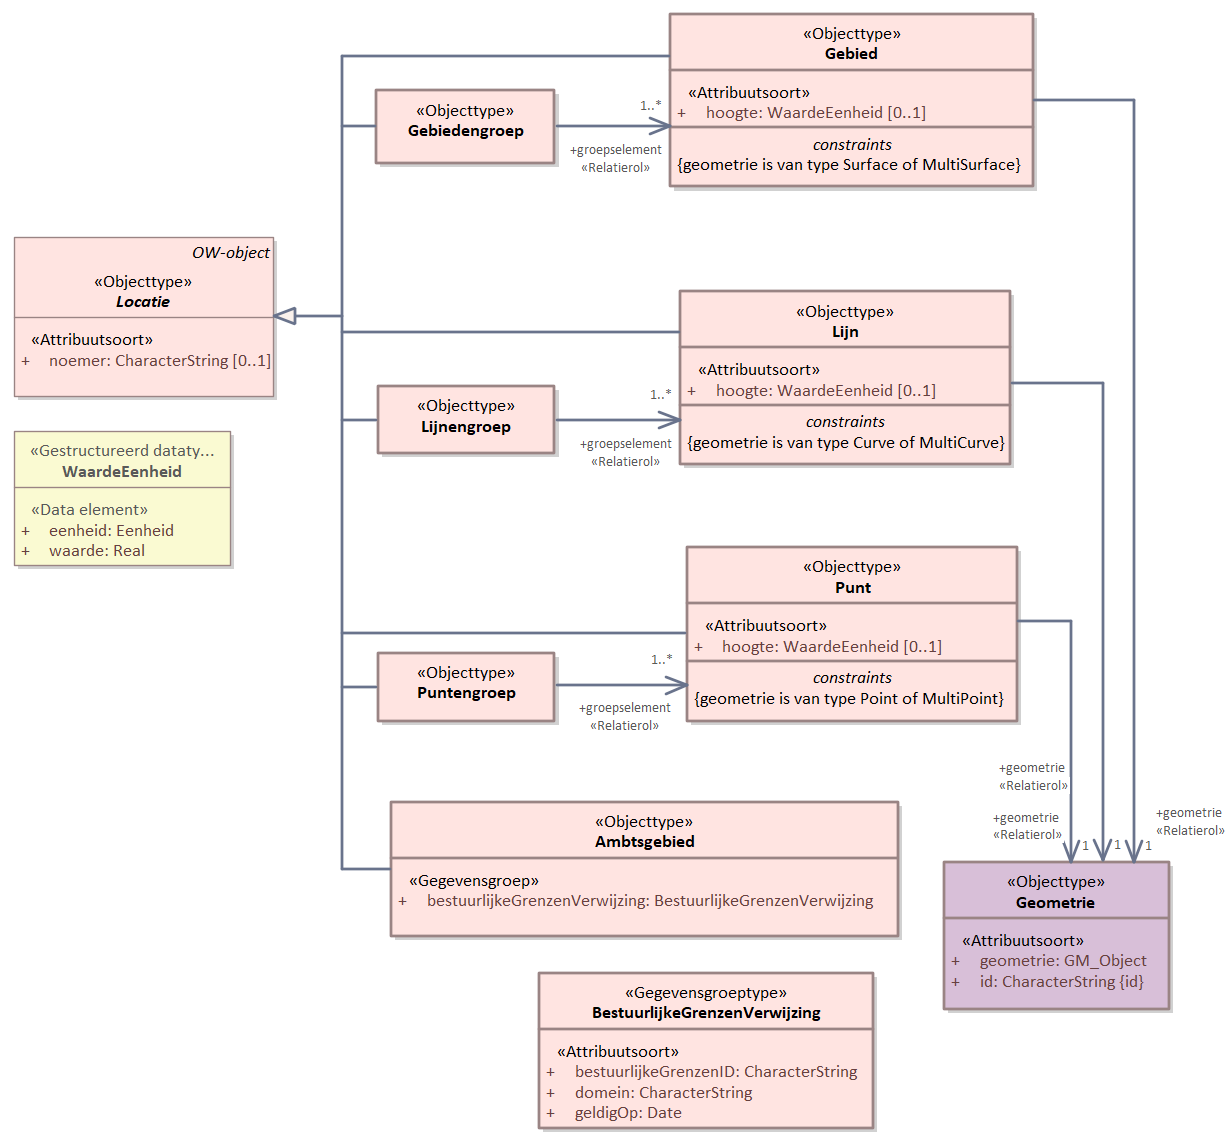 «Objecttype»
Gebied
«Attribuutsoort»
+ hoogte: WaardeEenheid [0..1]
constraints
{geometrie is van type Surface of MultiSurface}
«Objecttype»
Gebiedengroep
1..*
+groepselement
«Relatierol»
OW-object
«Objecttype»
Locatie
«Attribuutsoort»
+ noemer: CharacterString [0..1]
«Gestructureerd dataty...
WaardeEenheid
«Data element»
+ eenheid: Eenheid
+ waarde: Real
«Objecttype»
Lijn
«Attribuutsoort»
+ hoogte: WaardeEenheid [0..1]
constraints
{geometrie is van type Curve of MultiCurve}
«Objecttype»
Lijnengroep
1..*
+groepselement
«Relatierol»
«Objecttype»
Punt
«Attribuutsoort»
+ hoogte: WaardeEenheid [0..1]
constraints
{geometrie is van type Point of MultiPoint}
«Objecttype»
Puntengroep
1..*
+groepselement
«Relatierol»
+geometrie
«Relatierol»
+geometrie
«Relatierol»
+geometrie
«Relatierol»
1
1
1
«Objecttype»
Ambtsgebied
«Gegevensgroep»
+ bestuurlijkeGrenzenVerwijzing: BestuurlijkeGrenzenVerwijzing
«Objecttype»
Geometrie
«Attribuutsoort»
+ geometrie: GM_Object
+ id: CharacterString {id}
«Gegevensgroeptype»
BestuurlijkeGrenzenVerwijzing
«Attribuutsoort»
+ bestuurlijkeGrenzenID: CharacterString
+ domein: CharacterString
+ geldigOp: Date